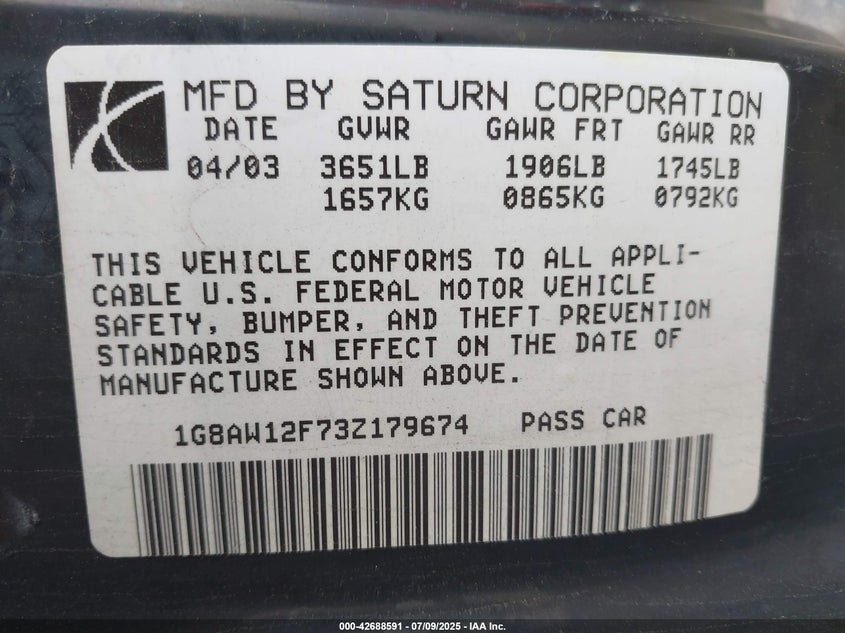 MFD BY SATURN CORPORATION
DATE GVWR GAWR FRT GAWR RR
04/03 3651LB 1906LB 1745LB
1657KG 0865KG 0792KG
THIS VEHICLE CONFORMS TO ALL APPLI-
CABLE U.S. FEDERAL MOTOR VEHICLE
SAFETY, BUMPER, AND THEFT PREVENTION
STANDARDS IN EFFECT ON THE DATE OF
MANUFACTURE SHOWN ABOVE.
1G8AW12F73Z179674 PASS CAR
000-42688591 - 07/09/2025 - IAA Inc.